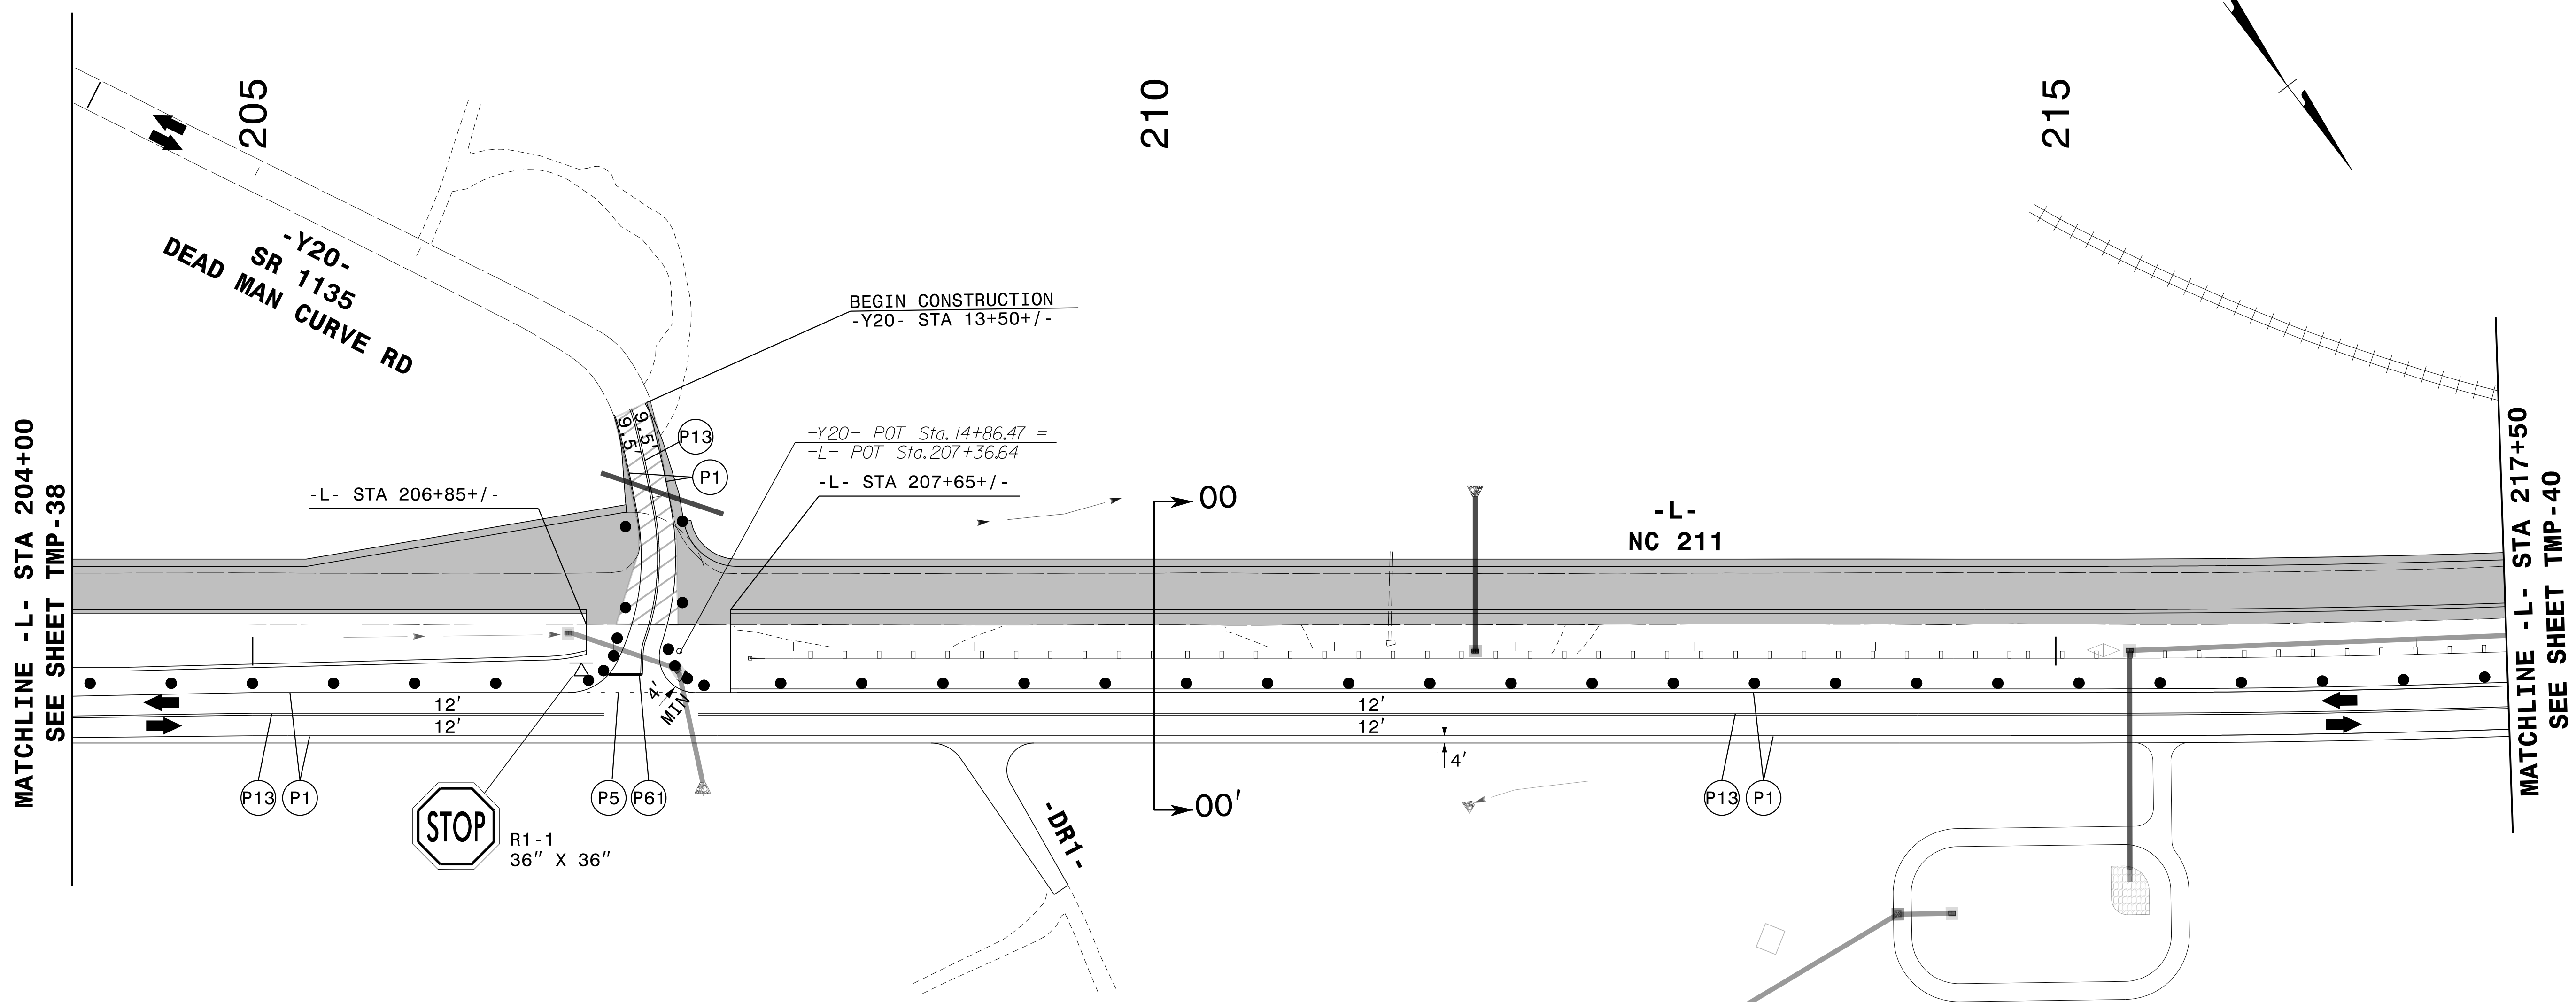 205
210
215
-Y20-
SR 1135
DEAD MAN CURVE RD
BEGIN CONSTRUCTION
-Y20- STA 13+50+/-
9.5'
9.5'
P13
P1
-Y20- POT Sta. 14+86.47 =
-L- POT Sta. 207+36.64
-L- STA 206+85+/-
-L- STA 207+65+/-
00
-L-
NC 211
MATCHLINE -L- STA 204+00
SEE SHEET TMP-38
MATCHLINE -L- STA 217+50
SEE SHEET TMP-40
4'
MIN
12'
12'
12'
12'
4'
P13
P1
P5
P61
00'
P13
P1
STOP
R1-1
36" X 36"
-DR1-